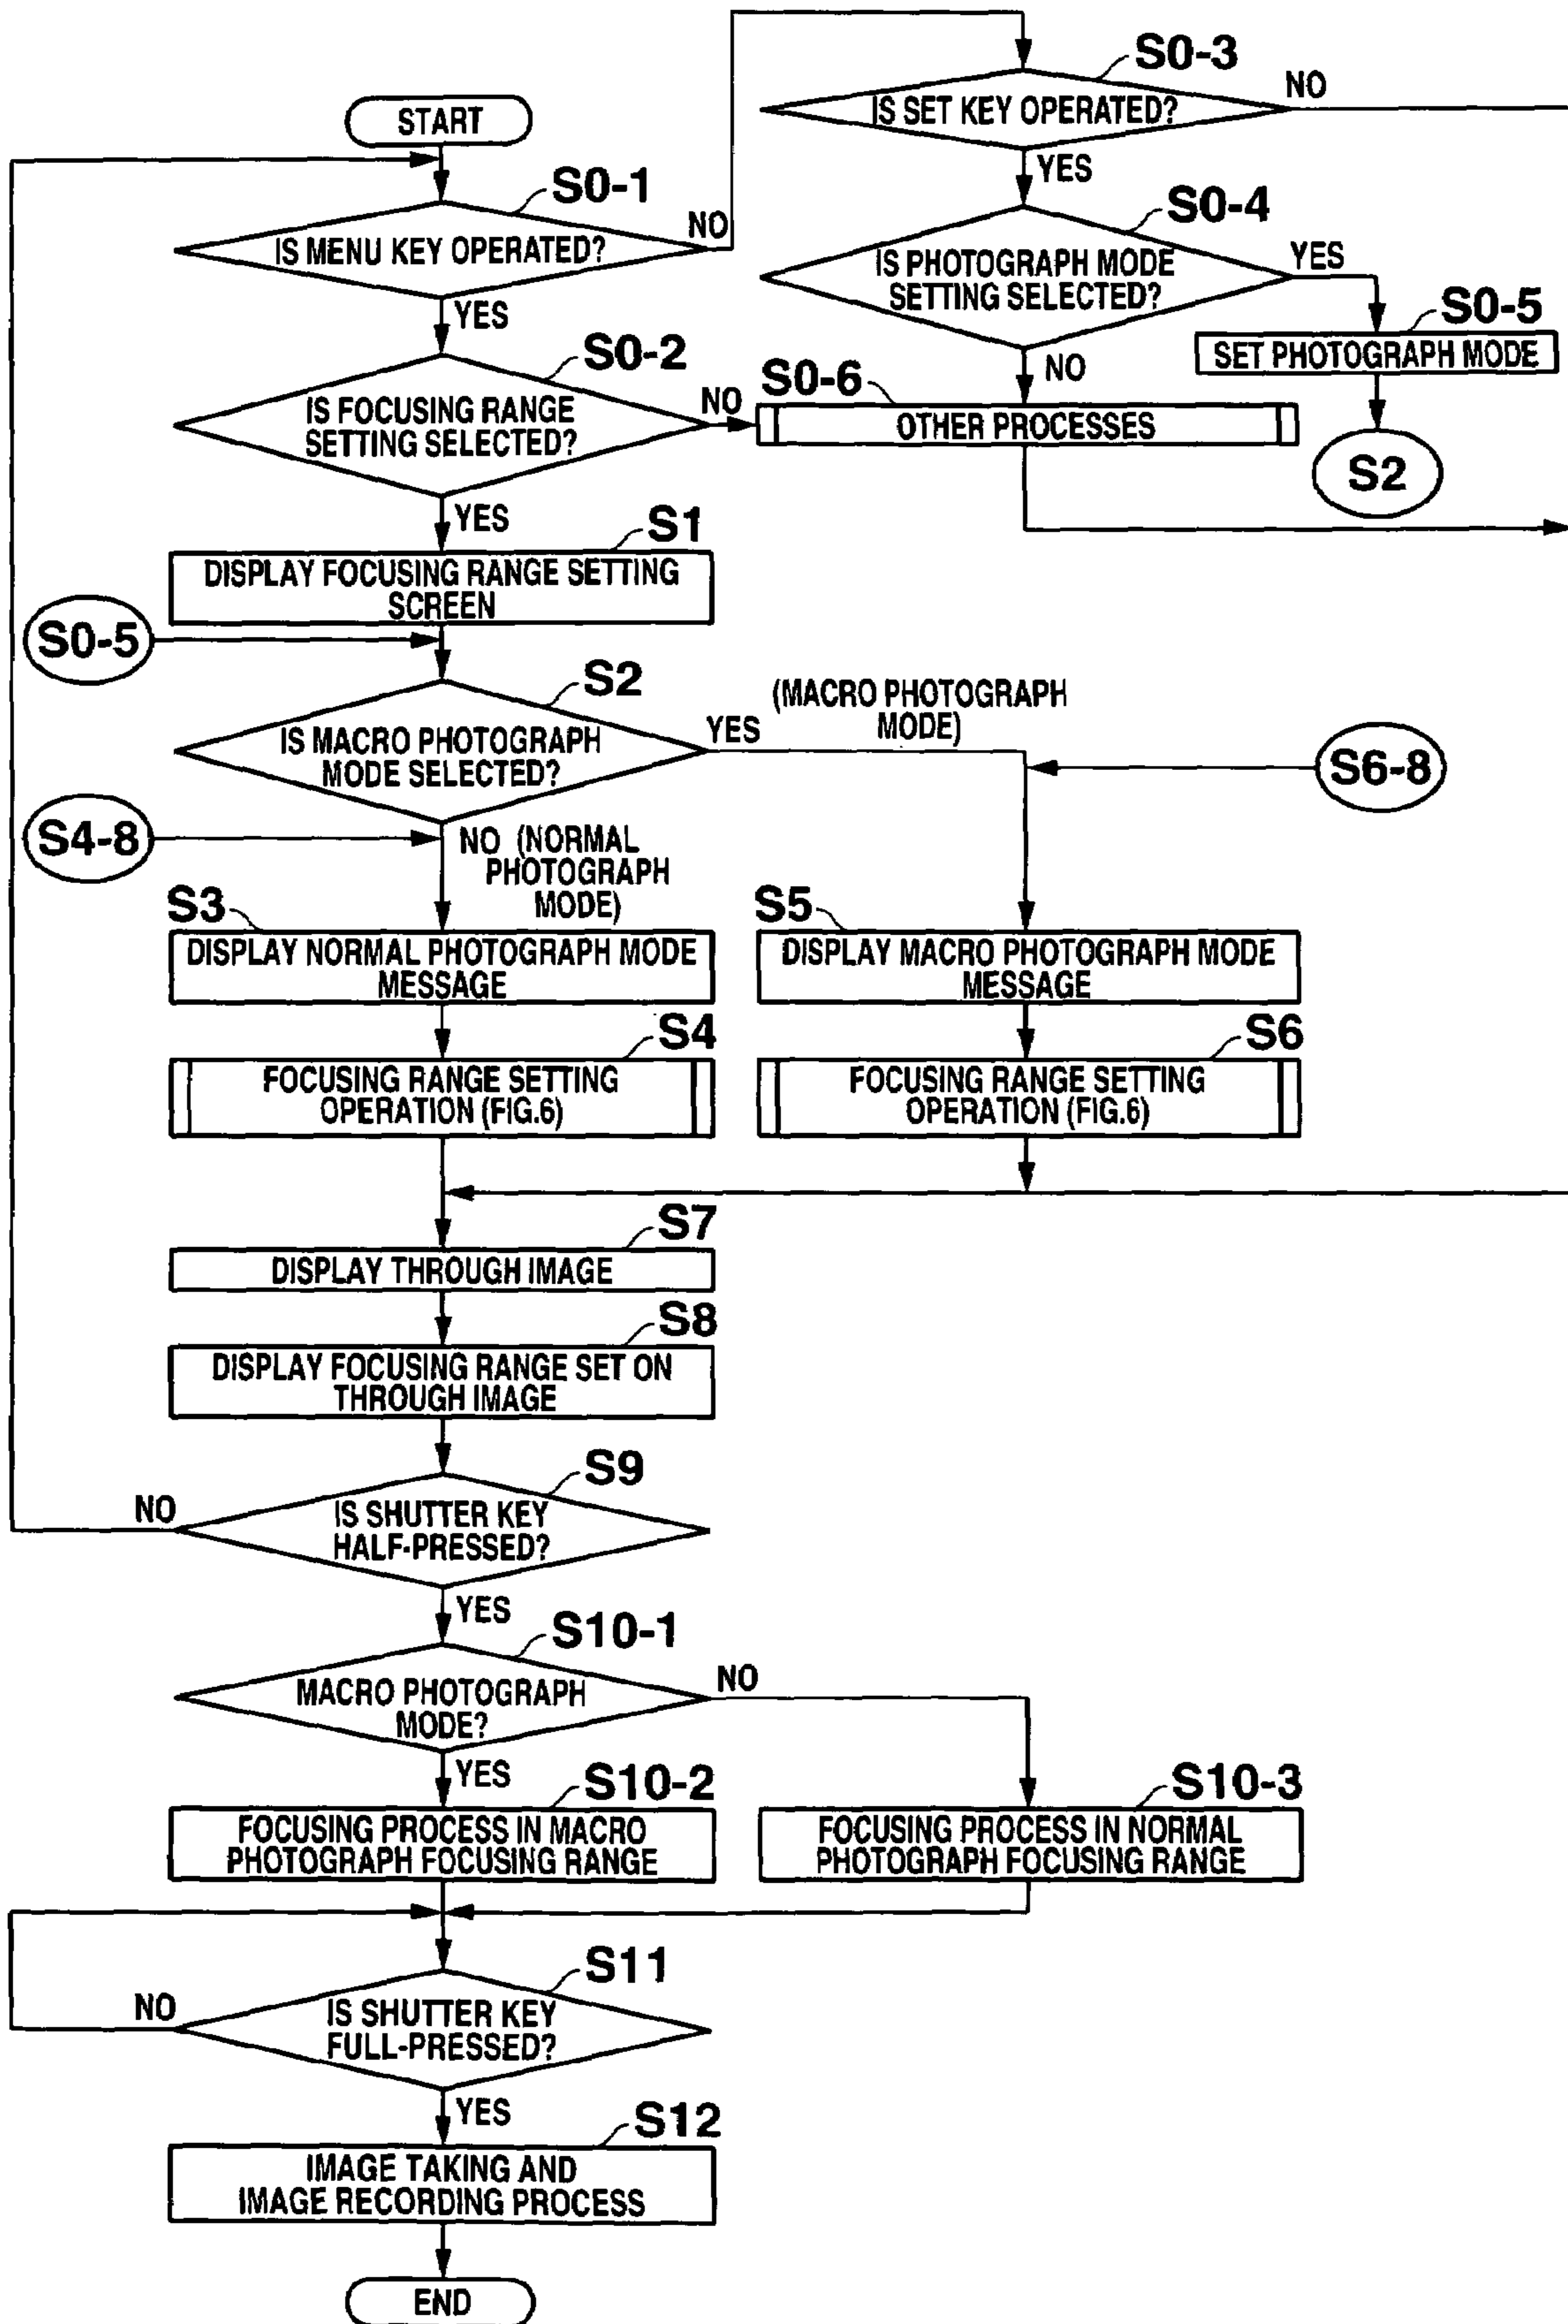 START
S0-1
IS MENU KEY OPERATED?
NO
YES
S0-3
IS SET KEY OPERATED?
NO
YES
S0-4
IS PHOTOGRAPH MODE
SETTING SELECTED?
YES
NO
S0-5
SET PHOTOGRAPH MODE
S2
S0-2
IS FOCUSING RANGE
SETTING SELECTED?
NO
YES
S0-6
OTHER PROCESSES
S1
DISPLAY FOCUSING RANGE SETTING
SCREEN
S0-5
S2
IS MACRO PHOTOGRAPH
MODE SELECTED?
YES
(MACRO PHOTOGRAPH
MODE)
S6-8
S4-8
NO (NORMAL
PHOTOGRAPH
MODE)
S3
DISPLAY NORMAL PHOTOGRAPH MODE
MESSAGE
S5
DISPLAY MACRO PHOTOGRAPH MODE
MESSAGE
S4
FOCUSING RANGE SETTING
OPERATION (FIG.6)
S6
FOCUSING RANGE SETTING
OPERATION (FIG.6)
S7
DISPLAY THROUGH IMAGE
S8
DISPLAY FOCUSING RANGE SET ON
THROUGH IMAGE
S9
IS SHUTTER KEY
HALF-PRESSED?
NO
YES
S10-1
MACRO PHOTOGRAPH
MODE?
NO
YES
S10-2
FOCUSING PROCESS IN MACRO
PHOTOGRAPH FOCUSING RANGE
S10-3
FOCUSING PROCESS IN NORMAL
PHOTOGRAPH FOCUSING RANGE
S11
IS SHUTTER KEY
FULL-PRESSED?
NO
YES
S12
IMAGE TAKING AND
IMAGE RECORDING PROCESS
END